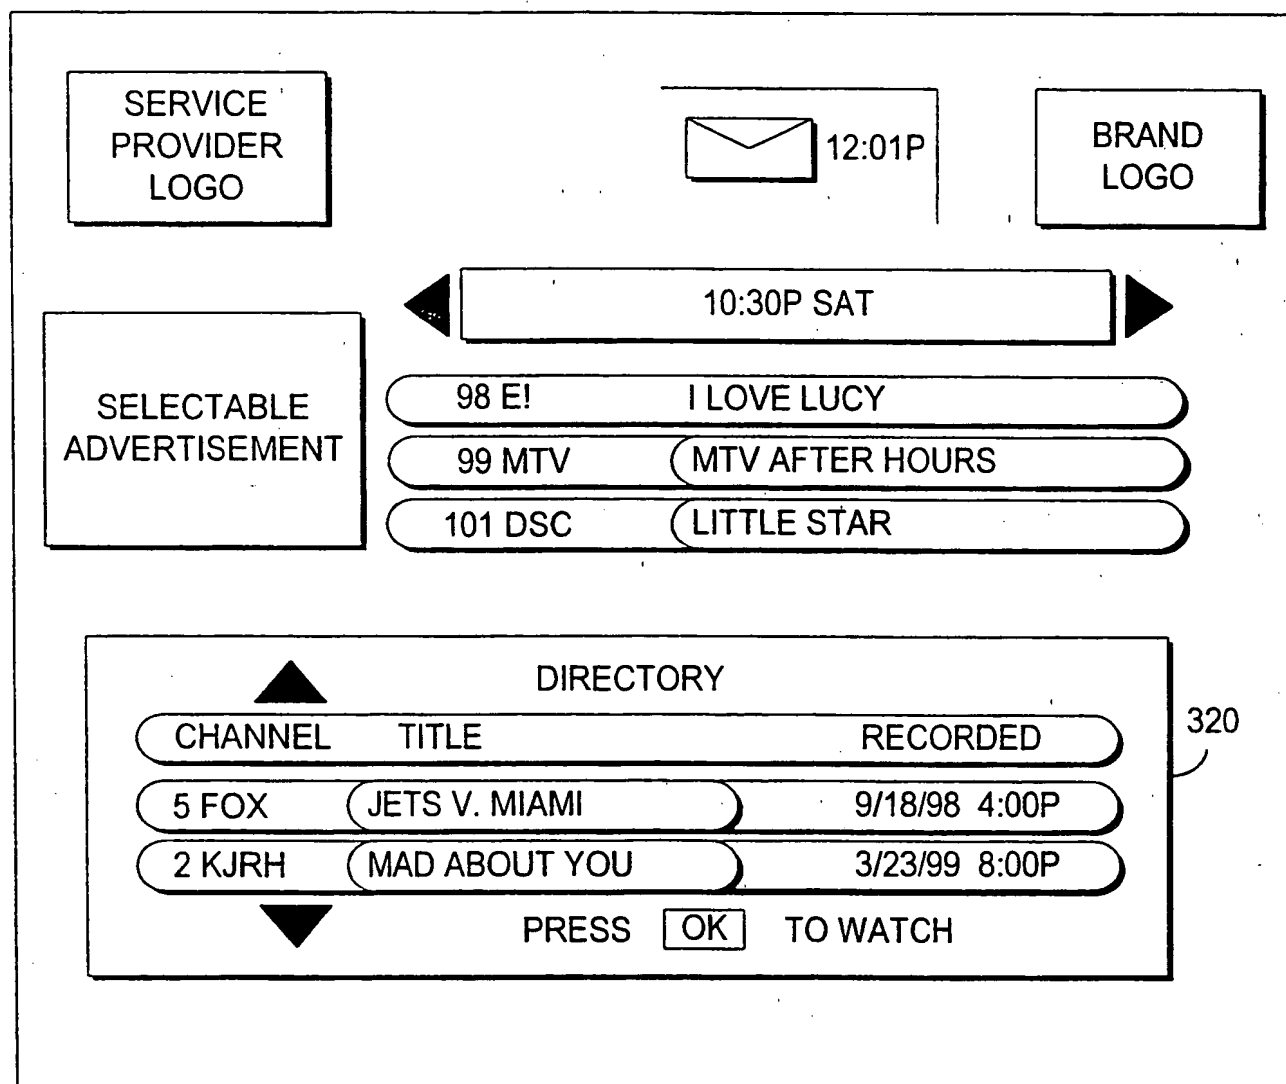 SERVICE
PROVIDER
LOGO
12:01P
BRAND
LOGO
10:30P SAT
SELECTABLE
ADVERTISEMENT
98 E! I LOVE LUCY
99 MTV MTV AFTER HOURS
101 DSC LITTLE STAR
DIRECTORY
CHANNEL TITLE RECORDED
5 FOX JETS V. MIAMI 9/18/98 4:00P
2 KJRH MAD ABOUT YOU 3/23/99 8:00P
PRESS OK TO WATCH
320